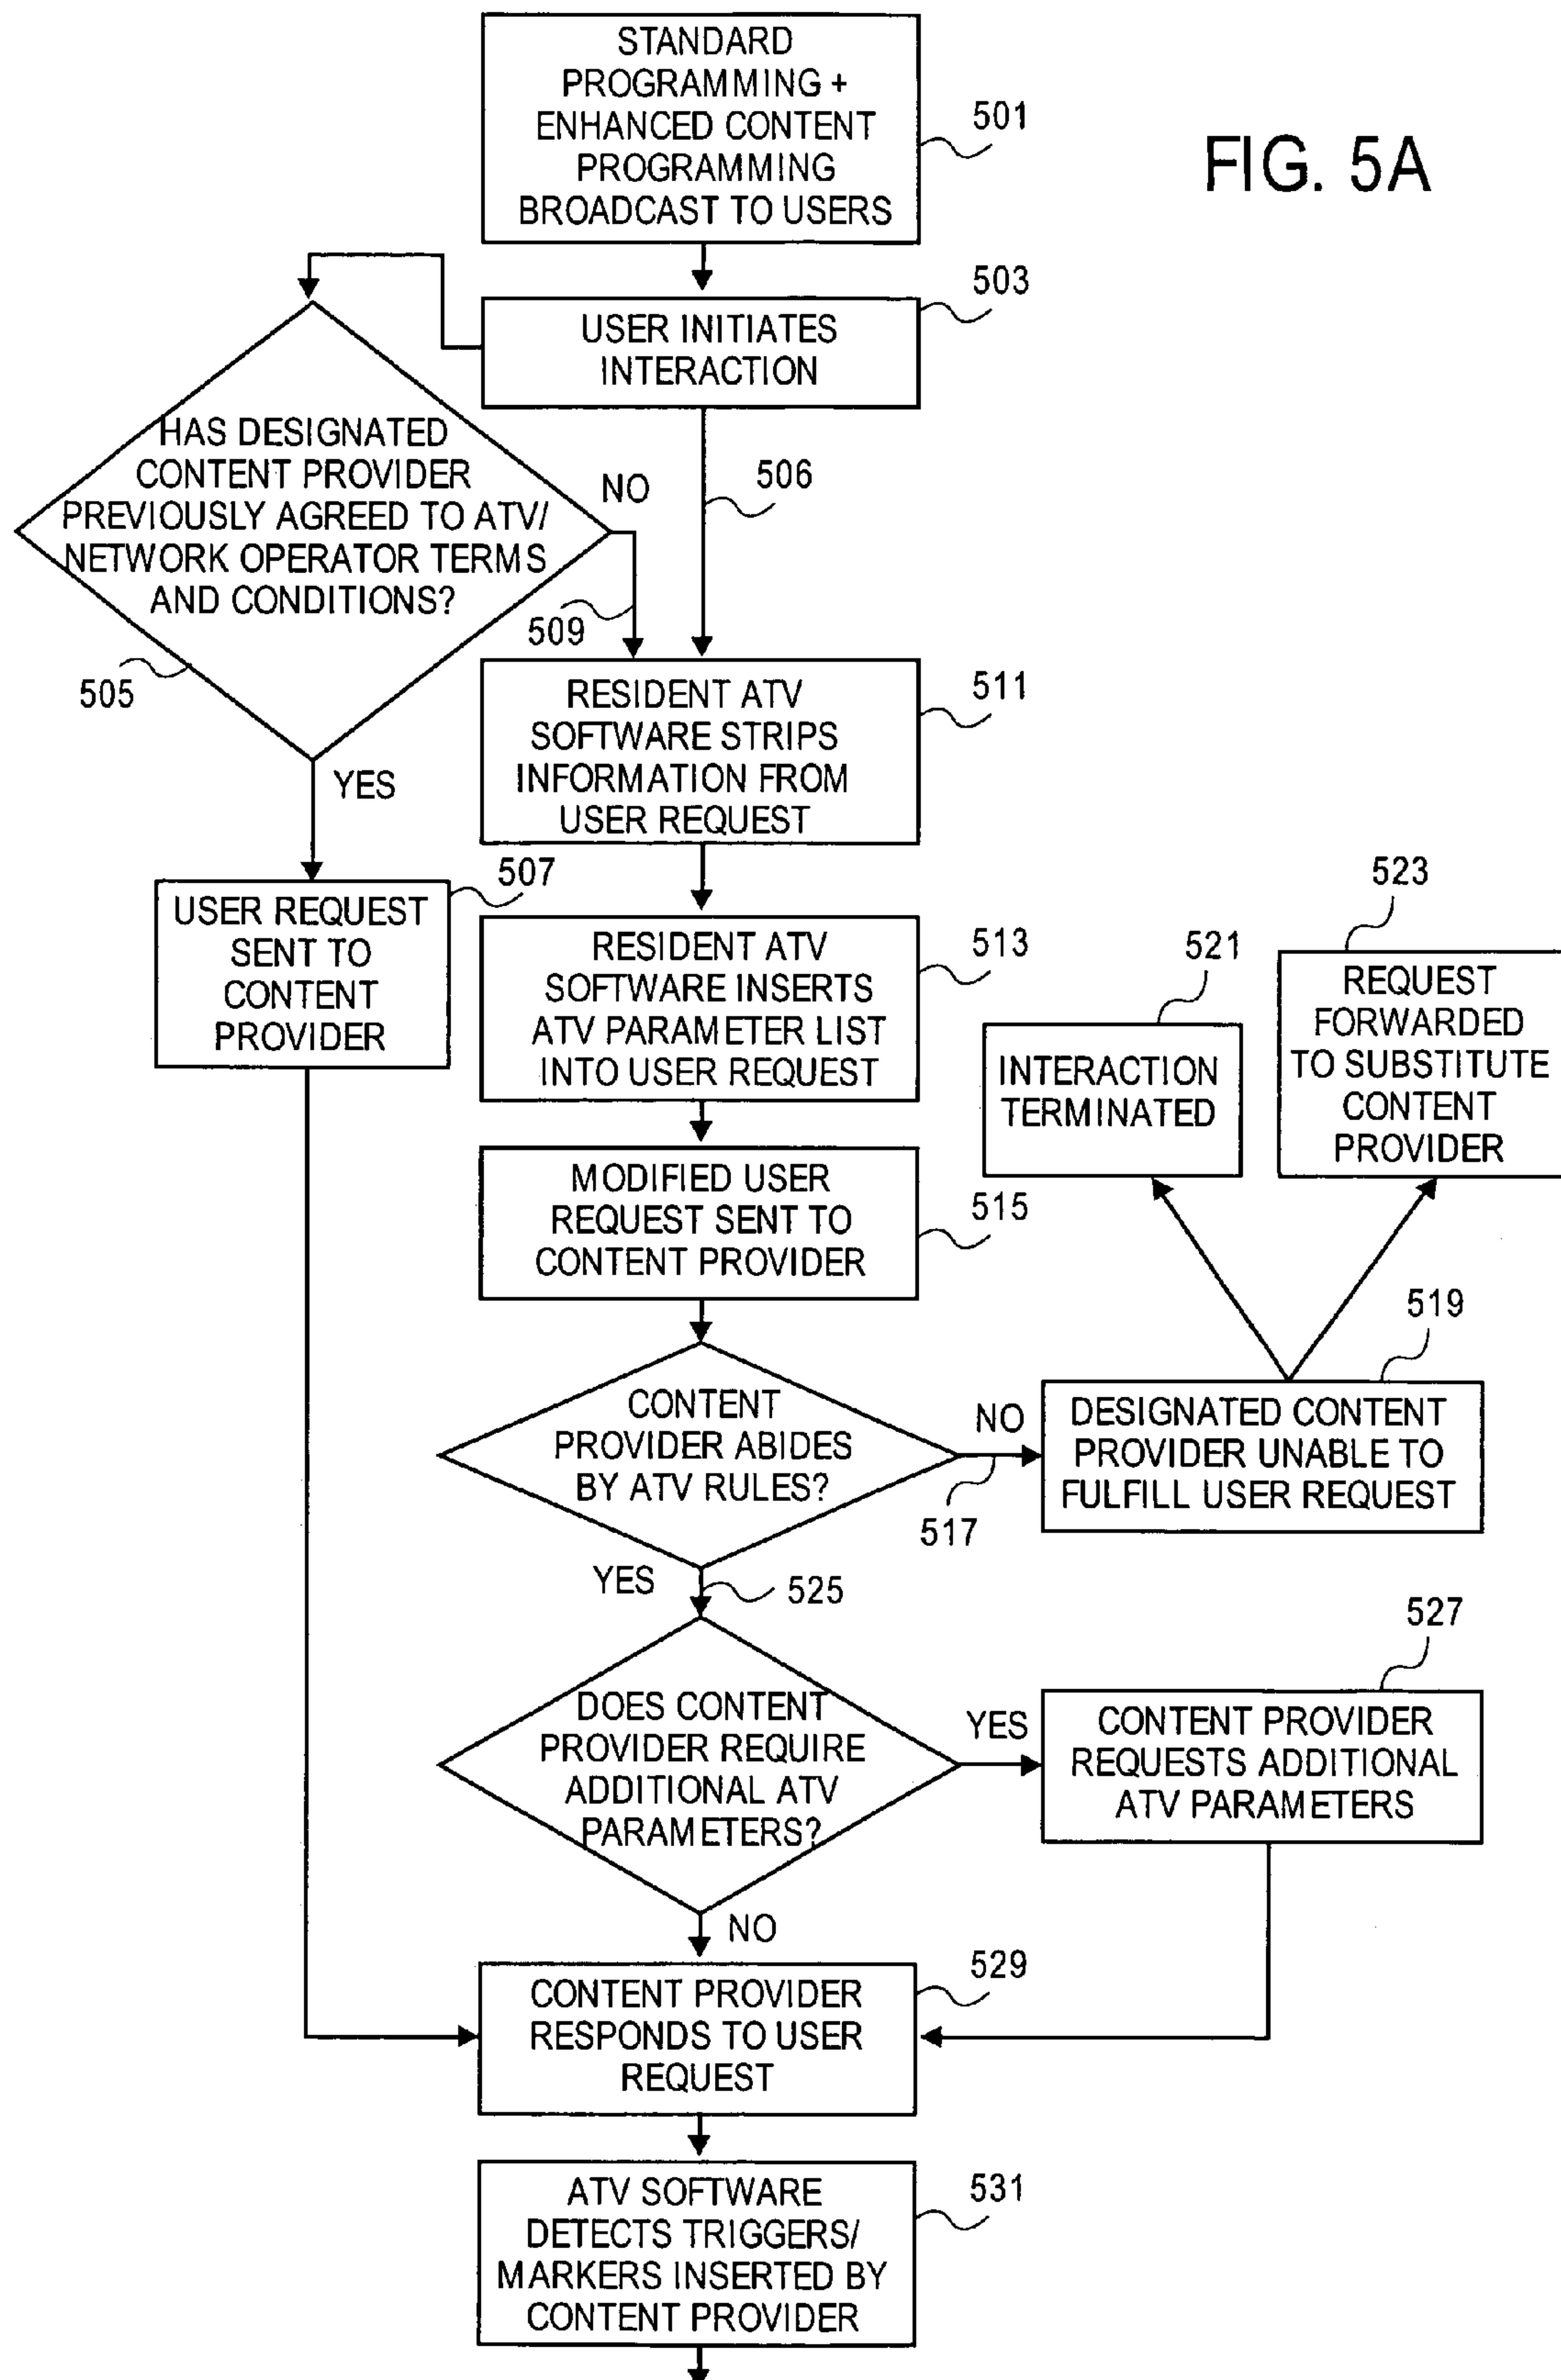 STANDARD
PROGRAMMING +
ENHANCED CONTENT
PROGRAMMING
BROADCAST TO USERS
501
FIG. 5A
503
USER INITIATES
INTERACTION
HAS DESIGNATED
CONTENT PROVIDER
PREVIOUSLY AGREED TO ATV/
NETWORK OPERATOR TERMS
AND CONDITIONS?
NO
506
509
505
YES
RESIDENT ATV
SOFTWARE STRIPS
INFORMATION FROM
USER REQUEST
511
507
USER REQUEST
SENT TO
CONTENT
PROVIDER
RESIDENT ATV
SOFTWARE INSERTS
ATV PARAMETER LIST
INTO USER REQUEST
513
521
INTERACTION
TERMINATED
523
REQUEST
FORWARDED
TO SUBSTITUTE
CONTENT
PROVIDER
MODIFIED USER
REQUEST SENT TO
CONTENT PROVIDER
515
CONTENT
PROVIDER ABIDES
BY ATV RULES?
NO
517
519
DESIGNATED CONTENT
PROVIDER UNABLE TO
FULFILL USER REQUEST
YES
525
DOES CONTENT
PROVIDER REQUIRE
ADDITIONAL ATV
PARAMETERS?
YES
527
CONTENT PROVIDER
REQUESTS ADDITIONAL
ATV PARAMETERS
NO
CONTENT PROVIDER
RESPONDS TO USER
REQUEST
529
ATV SOFTWARE
DETECTS TRIGGERS/
MARKERS INSERTED BY
CONTENT PROVIDER
531